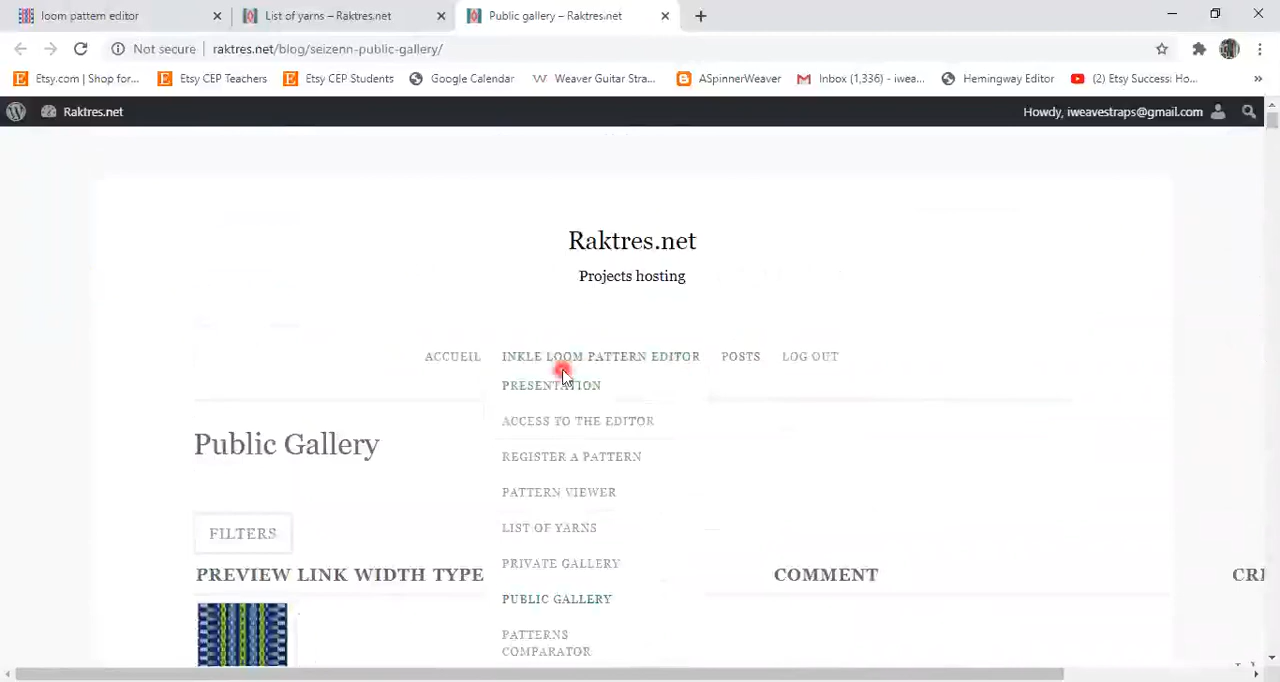 loom pattem editor
List of yarns – Raktres.net
Public gallery – Raktres.net
Not secure
raktres.net/blog/seizenn-public-gallery/
Etsy.com | Shop for...
Etsy CEP Teachers
Etsy CEP Students
Google Calendar
Weaver Guitar Stra...
ASpinnerWeaver
Inbox (1,336) - iwea...
Hemingway Editor
(2) Etsy Success: Ho...
»
Raktres.net
Howdy, iweavestraps@gmail.com
Raktres.net
Projects hosting
ACCUEIL
INKLE LOOM PATTERN EDITOR
POSTS
LOG OUT
PRESENTATION
ACCESS TO THE EDITOR
Public Gallery
REGISTER A PATTERN
PATTERN VIEWER
LIST OF YARNS
FILTERS
PRIVATE GALLERY
PREVIEW LINK WIDTH TYPE
COMMENT
CRE
PUBLIC GALLERY
PATTERNS
COMPARATOR